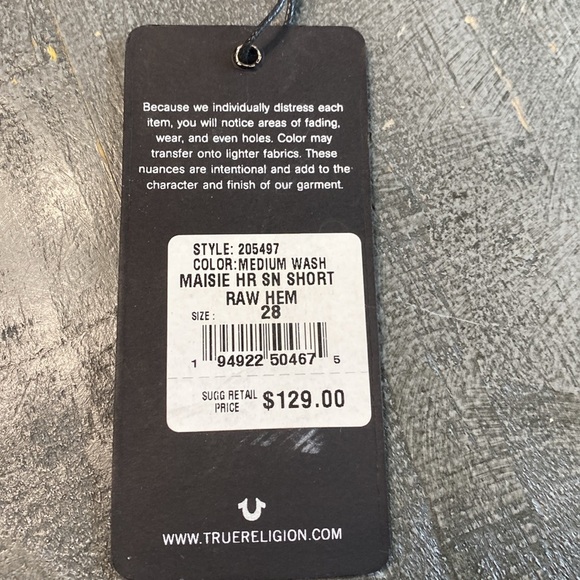 Because we individually distress each
item, you will notice areas of fading,
wear, and even holes. Color may
transfer onto lighter fabrics. These
nuances are intentional and add to the
character and finish of our garment.
STYLE: 205497
COLOR:MEDIUM WASH
MAISIE HR SN SHORT
RAW HEM
SIZE: 28
1 94922 50467 5
SUGG RETAIL PRICE $129.00
WWW.TRUERELIGION.COM